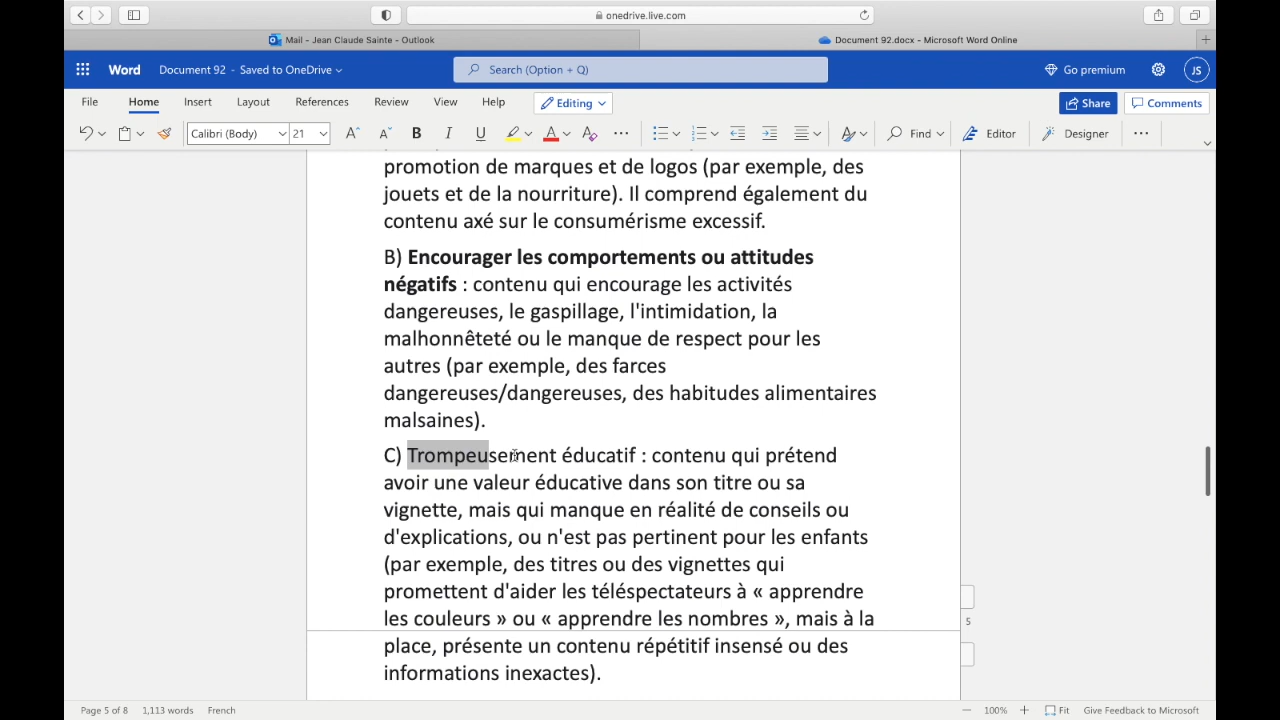 onedrive.live.com
Mail - Jean Claude Sainte - Outlook
Document 92.docx - Microsoft Word Online
Word
Document 92 - Saved to OneDrive
Search (Option + Q)
Go premium
JS
File Home Insert Layout References Review View Help Editing
Share
Comments
Calibri (Body) 21
Find
Editor
Designer
promotion de marques et de logos (par exemple, des
jouets et de la nourriture). Il comprend également du
contenu axé sur le consumérisme excessif.
B) Encourager les comportements ou attitudes
négatifs : contenu qui encourage les activités
dangereuses, le gaspillage, l'intimidation, la
malhonnêteté ou le manque de respect pour les
autres (par exemple, des farces
dangereuses/dangereuses, des habitudes alimentaires
malsaines).
C) Trompeusement éducatif : contenu qui prétend
avoir une valeur éducative dans son titre ou sa
vignette, mais qui manque en réalité de conseils ou
d'explications, ou n'est pas pertinent pour les enfants
(par exemple, des titres ou des vignettes qui
promettent d'aider les téléspectateurs à « apprendre
les couleurs » ou « apprendre les nombres », mais à la
place, présente un contenu répétitif insensé ou des
informations inexactes).
5
Page 5 of 8 1,113 words French
100% Fit Give Feedback to Microsoft